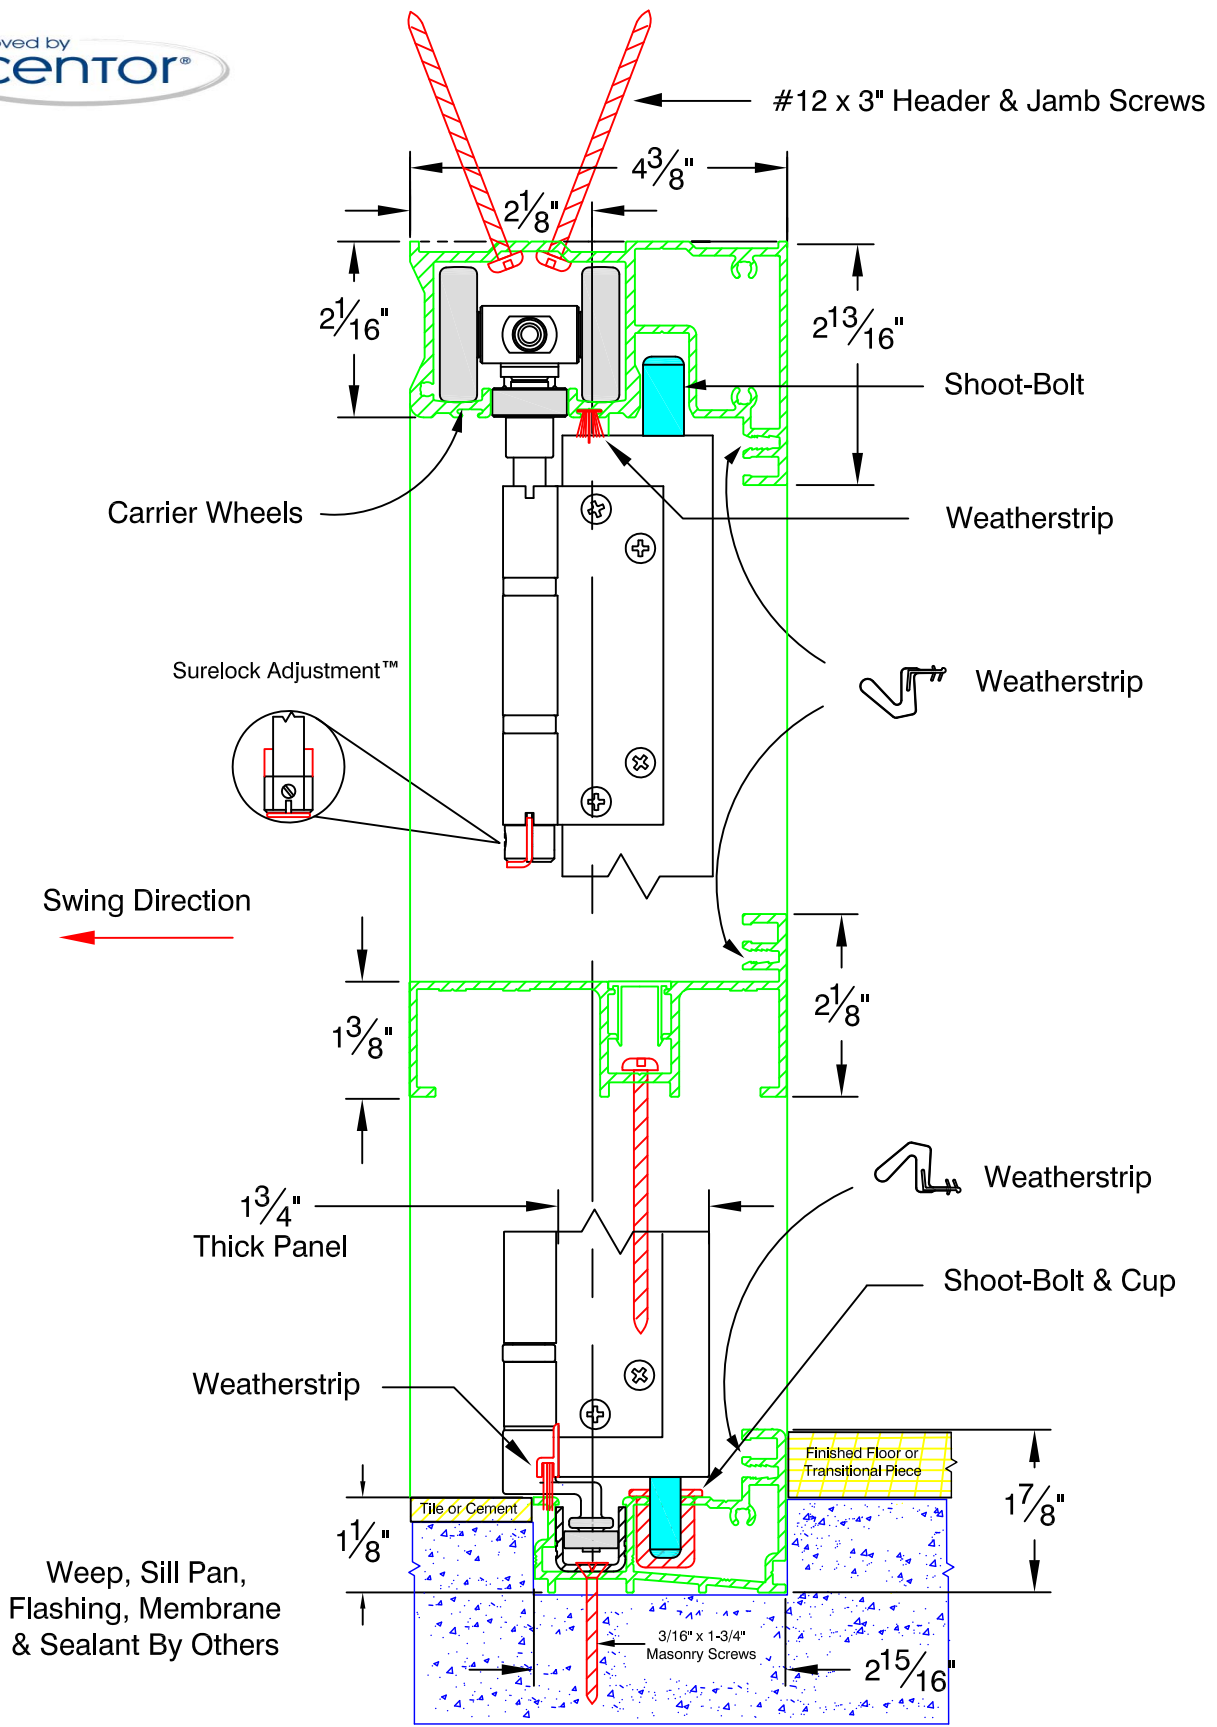 centor®
#12 x 3" Header & Jamb Screws
4 3/8"
2 1/8"
2 1/16"
2 13/16"
Shoot-Bolt
Carrier Wheels
Weatherstrip
Surelock Adjustment™
Weatherstrip
Swing Direction
1 3/8"
2 1/8"
1 3/4"
Thick Panel
Weatherstrip
Shoot-Bolt & Cup
Weatherstrip
Finished Floor or
Transitional Piece
Tile or Cement
1 1/8"
1 7/8"
Weep, Sill Pan,
Flashing, Membrane
& Sealant By Others
3/16" x 1-3/4"
Masonry Screws
2 15/16"